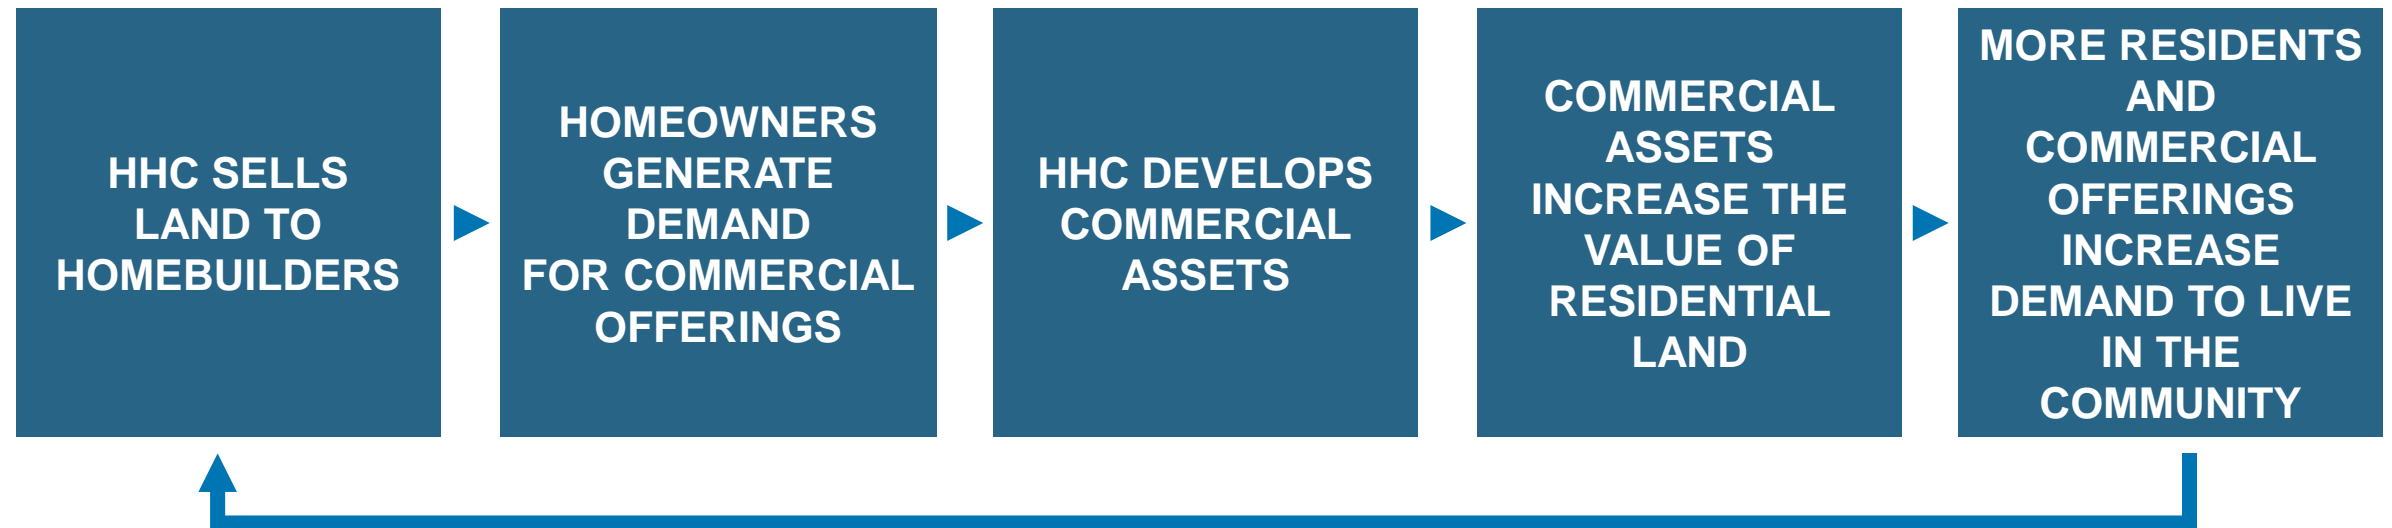 HHC SELLS
LAND TO
HOMEBUILDERS
HOMEOWNERS
GENERATE
DEMAND
FOR COMMERCIAL
OFFERINGS
HHC DEVELOPS
COMMERCIAL
ASSETS
COMMERCIAL
ASSETS
INCREASE THE
VALUE OF
RESIDENTIAL
LAND
MORE RESIDENTS
AND
COMMERCIAL
OFFERINGS
INCREASE
DEMAND TO LIVE
IN THE
COMMUNITY